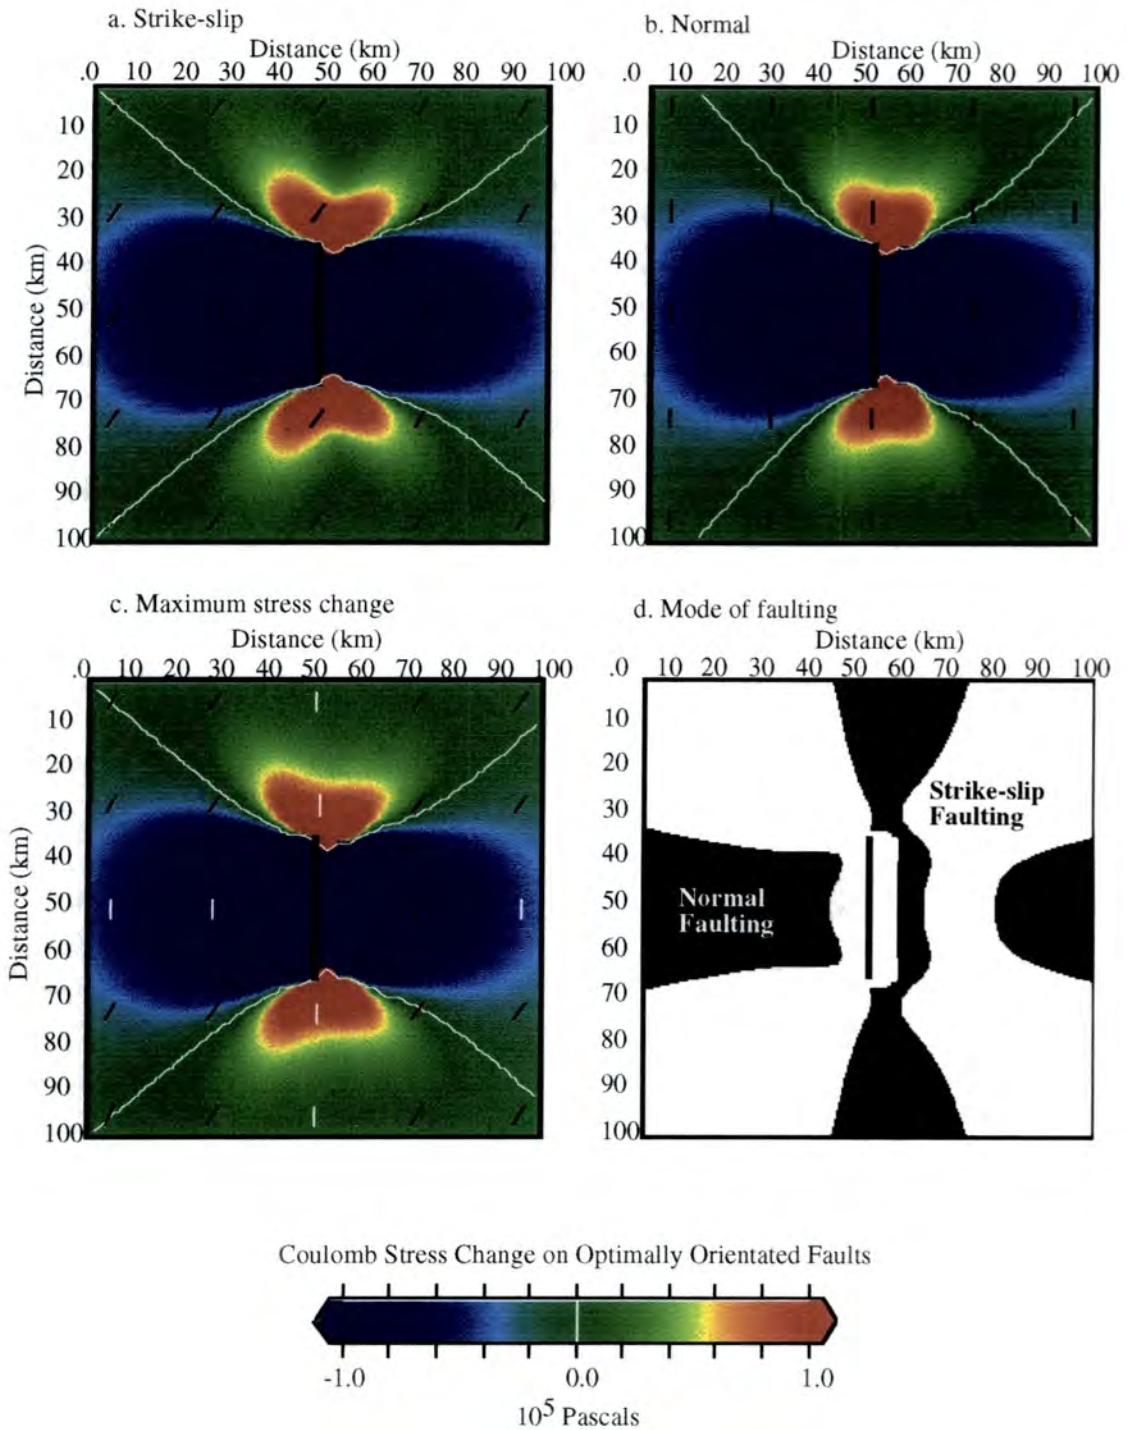 a. Strike-slip
Distance (km)
.0 10 20 30 40 50 60 70 80 100
10
20
30
40
50
60
70
80
90
100
Distance (km)
b. Normal
Distance (km)
.0 10 20 30 40 50 60 70 80 90 100
10
20
30
40
50
60
70
80
90
100
c. Maximum stress change
Distance (km)
.0 10 20 30 40 50 70 80 90 100
10
20
30
40
50
60
70
80
90
100
Distance (km)
d. Mode of faulting
Distance (km)
.0 10 20 30 40 50 60 70 80 90 100
10
20
30
40
50
60
70
80
90
100
Strike-slip
Faulting
Normal
Faulting
Coulomb Stress Change on Optimally Orientated Faults
-1.0 0.0 1.0
10⁵ Pascals